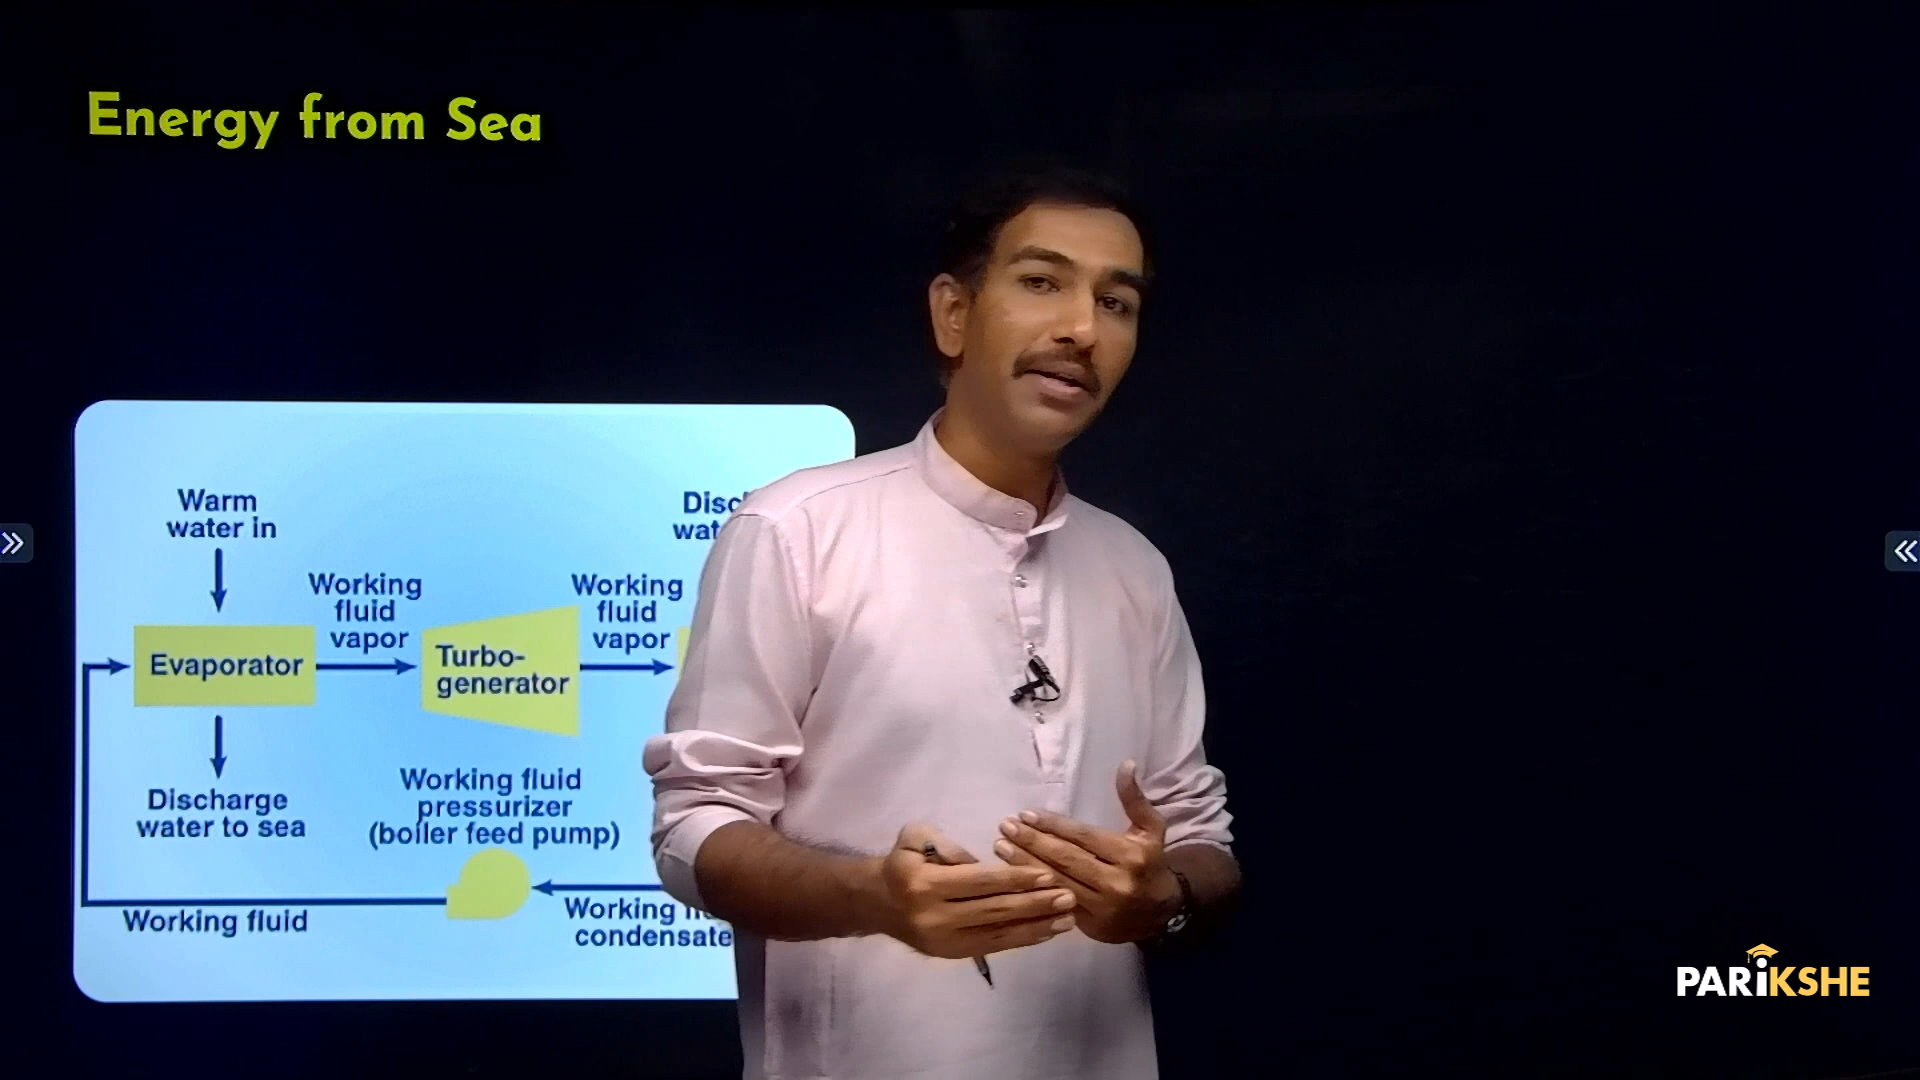 Energy from Sea
Warm
water in
Working
fluid
vapor
Working
fluid
vapor
Evaporator
Turbo-
generator
Discharge
water to sea
Working fluid
pressurizer
(boiler feed pump)
Working
condensate
Working fluid
PARIKSHE